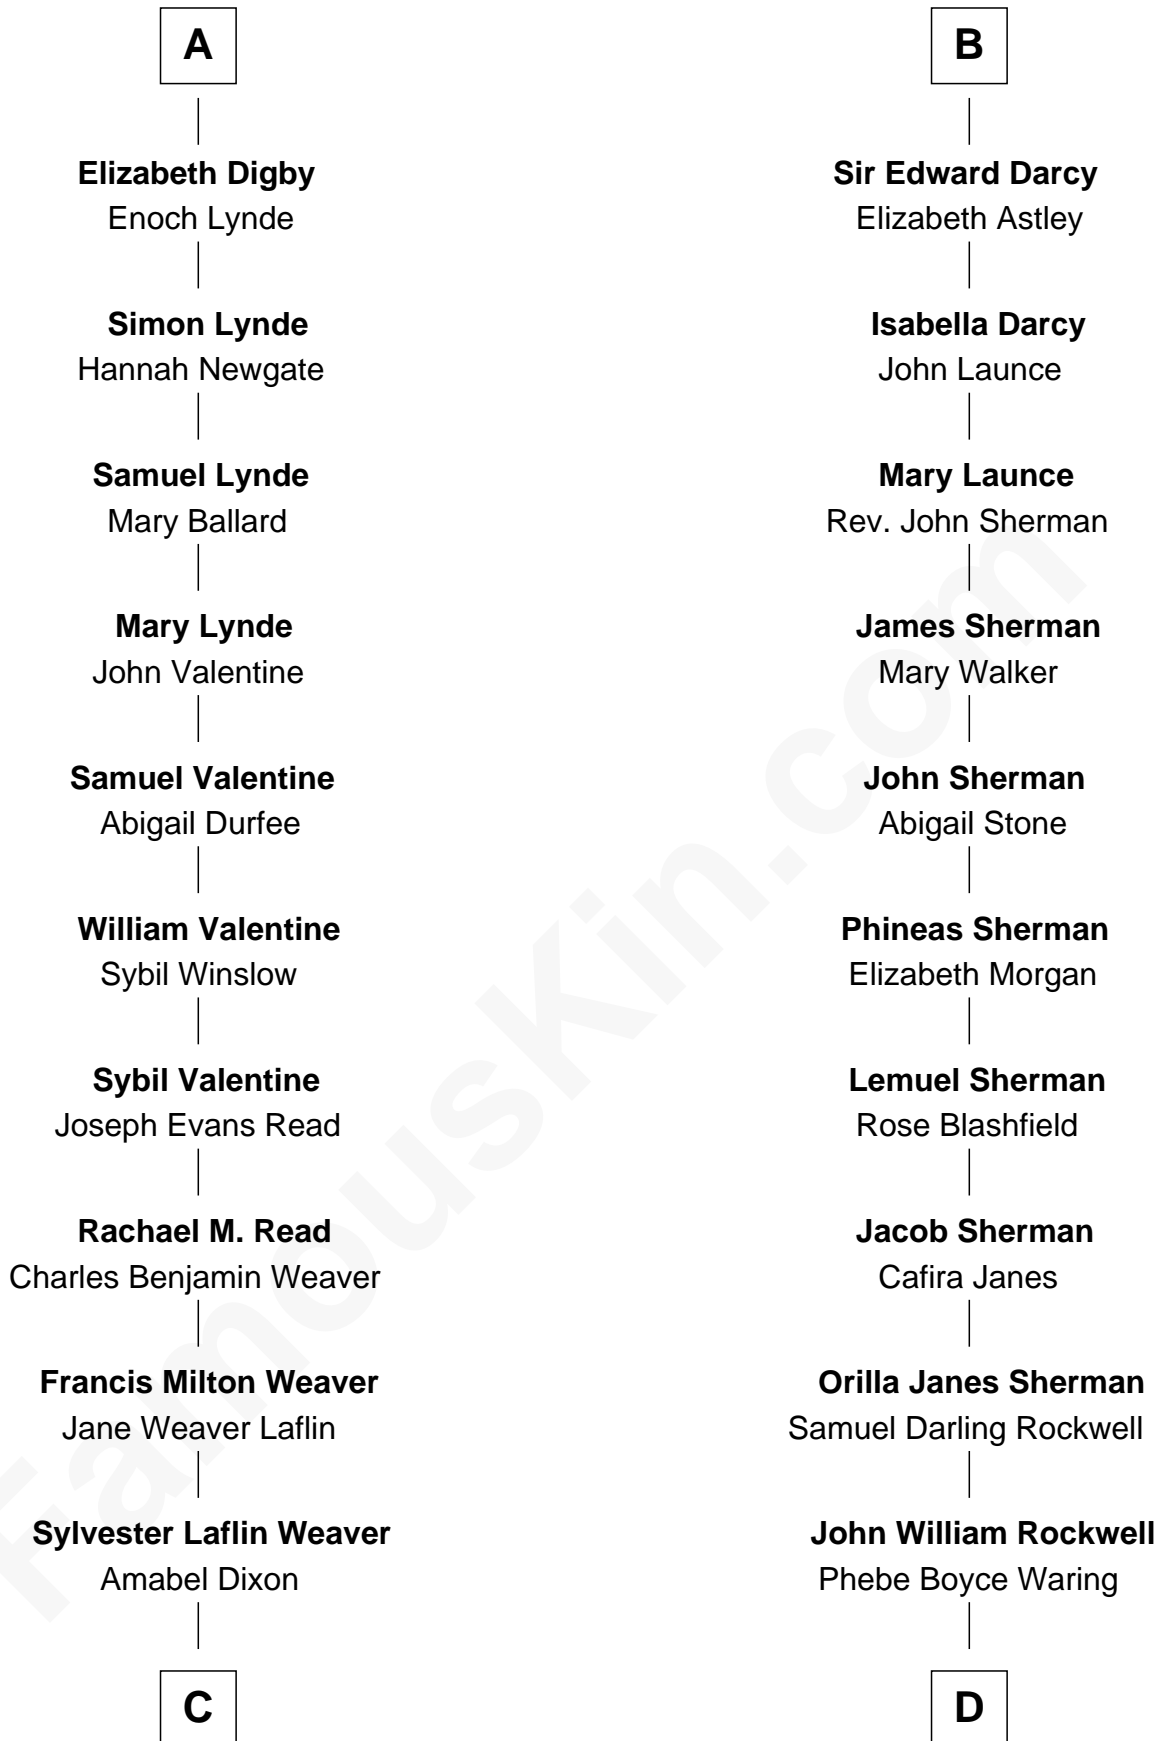 A
Elizabeth Digby
Enoch Lynde
Simon Lynde
Hannah Newgate
Samuel Lynde
Mary Ballard
Mary Lynde
John Valentine
Samuel Valentine
Abigail Durfee
William Valentine
Sybil Winslow
Sybil Valentine
Joseph Evans Read
Rachael M. Read
Charles Benjamin Weaver
Francis Milton Weaver
Jane Weaver Laflin
Sylvester Laflin Weaver
Amabel Dixon
C
B
Sir Edward Darcy
Elizabeth Astley
Isabella Darcy
John Launce
Mary Launce
Rev. John Sherman
James Sherman
Mary Walker
John Sherman
Abigail Stone
Phineas Sherman
Elizabeth Morgan
Lemuel Sherman
Rose Blashfield
Jacob Sherman
Cafira Janes
Orilla Janes Sherman
Samuel Darling Rockwell
John William Rockwell
Phebe Boyce Waring
D
FamousKin.com